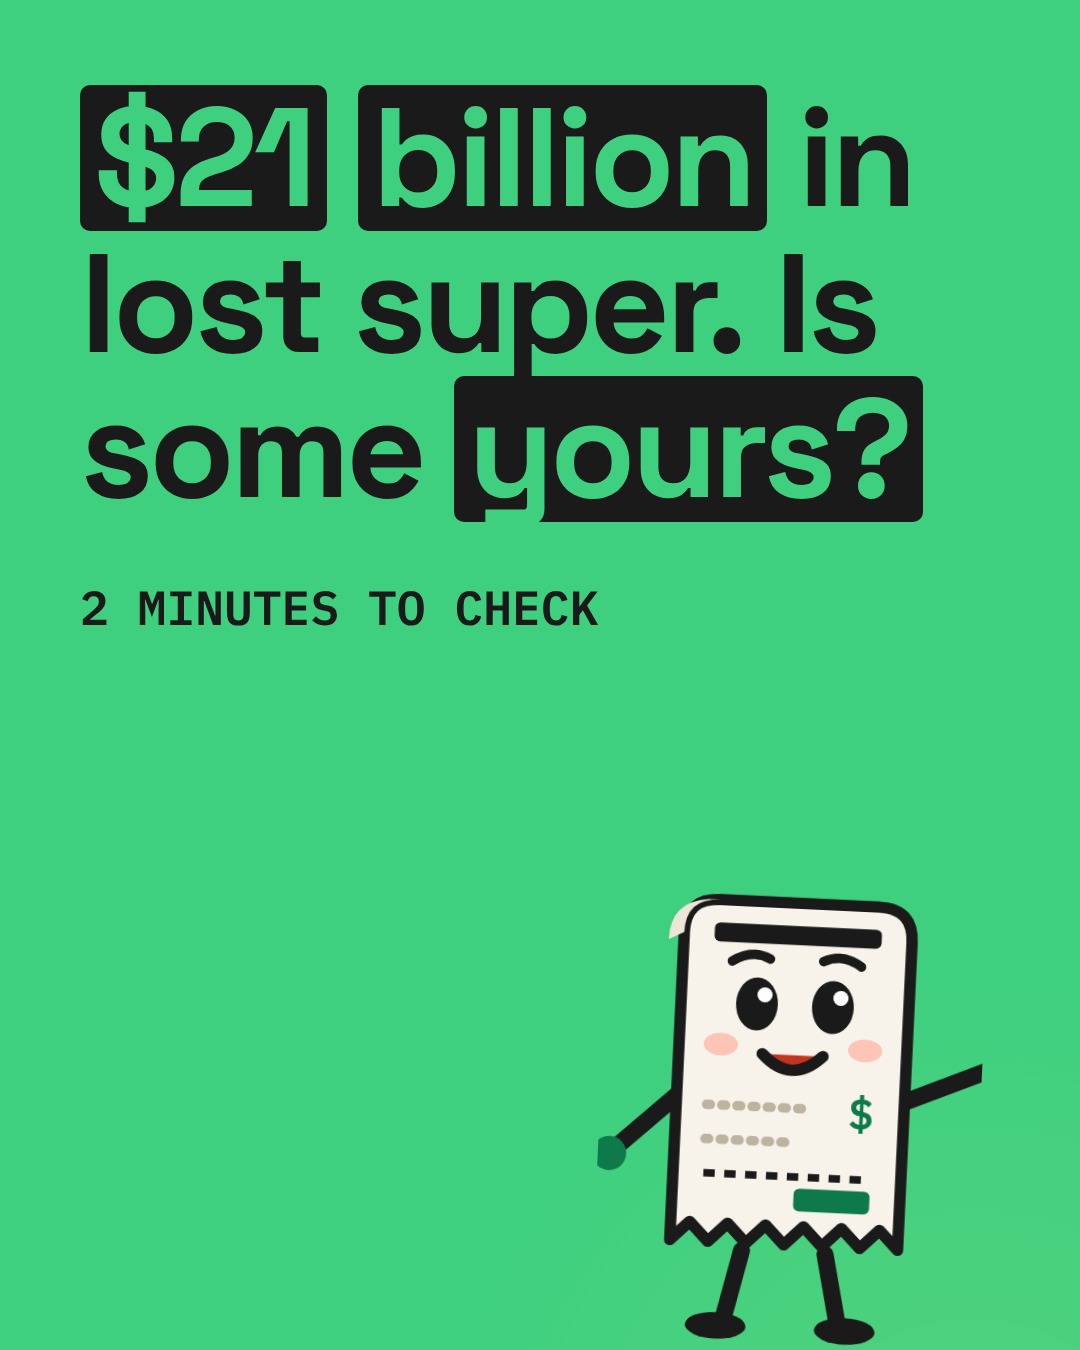 $21 billion in
lost super. Is
some yours?
2 MINUTES TO CHECK
$